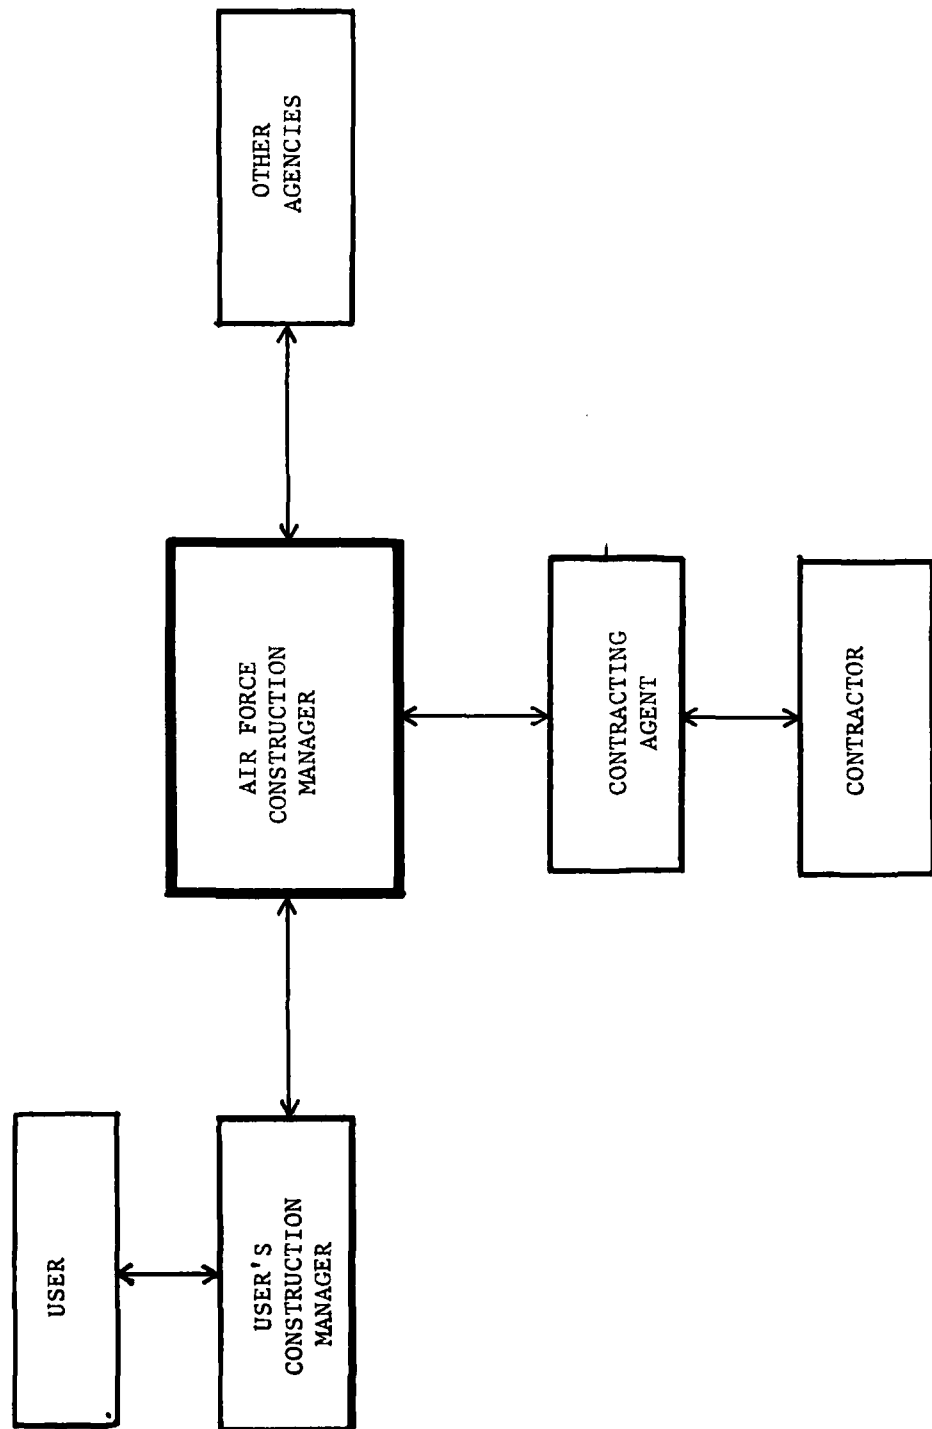 USER
USER'S
CONSTRUCTION
MANAGER
AIR FORCE
CONSTRUCTION
MANAGER
OTHER
AGENCIES
CONTRACTING
AGENT
CONTRACTOR